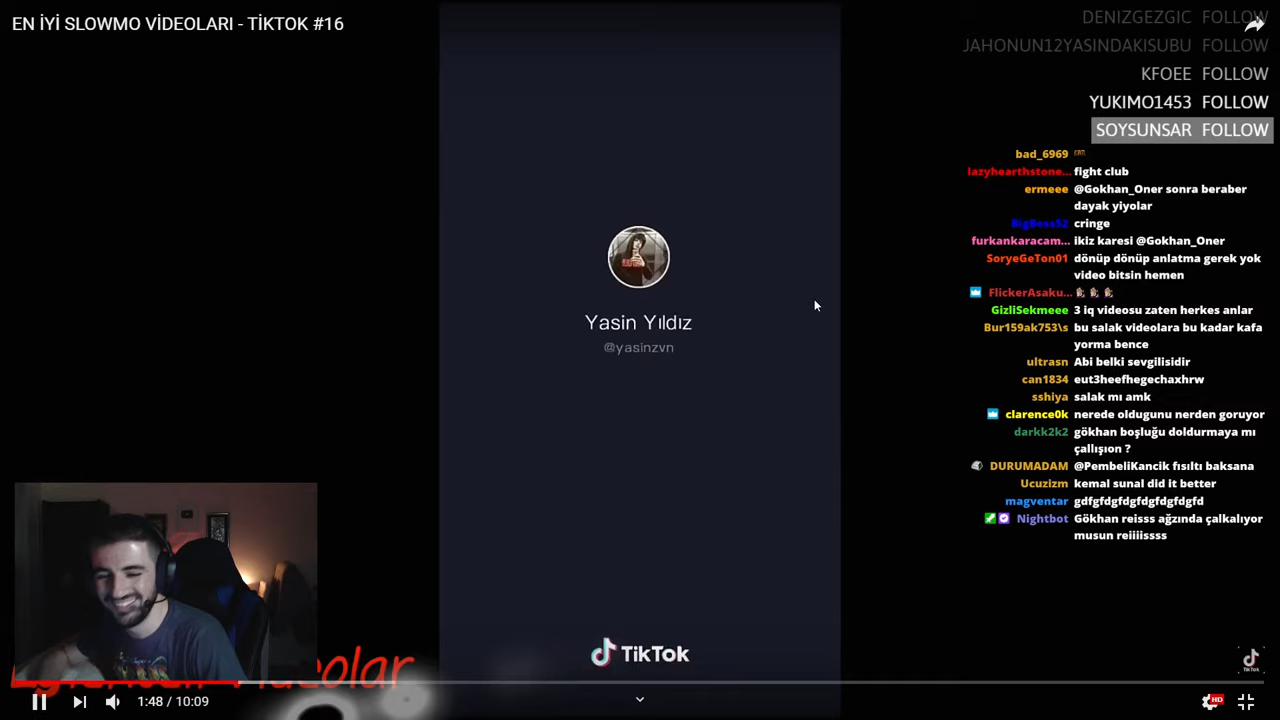 EN İYİ SLOWMO VİDEOLARI - TİKTOK #16
DENIZGEZGIC FOLLOW
JAHONUN12YASINDAKISUBU FOLLOW
KFOEE FOLLOW
YUKIMO1453 FOLLOW
SOYSUNSAR FOLLOW
bad_6969
lazyhearthstone... fight club
ermeee @Gokhan_Oner sonra beraber
dayak yiyolar
BigBoss52 cringe
furkankaracam... ikiz karesi @Gokhan_Oner
SoryeGeTon01 dönüp dönüp anlatma gerek yok
video bitsin hemen
FlickerAsaku...
GizliSekmeee 3 iq videosu zaten herkes anlar
Bur159ak753\s bu salak videolara bu kadar kafa
yorma bence
ultrasn Abi belki sevgilisidir
can1834 eut3heefhegechaxhrw
sshiya salak mı amk
clarence0k nerede oldugunu nerden goruyor
darkk2k2 gökhan boşluğu doldurmaya mı
çallışıon ?
DURUMADAM @PembeliKancik fısıltı baksana
Ucuzizm kemal sunal did it better
magventar gdfgfdgfdgfdgfdgfdgfd
Nightbot Gökhan reisss ağzında çalkalıyor
musun reiiiissss
Yasin Yıldız
@yasinzvn
TikTok
TikTok
1:48 / 10:09
HD